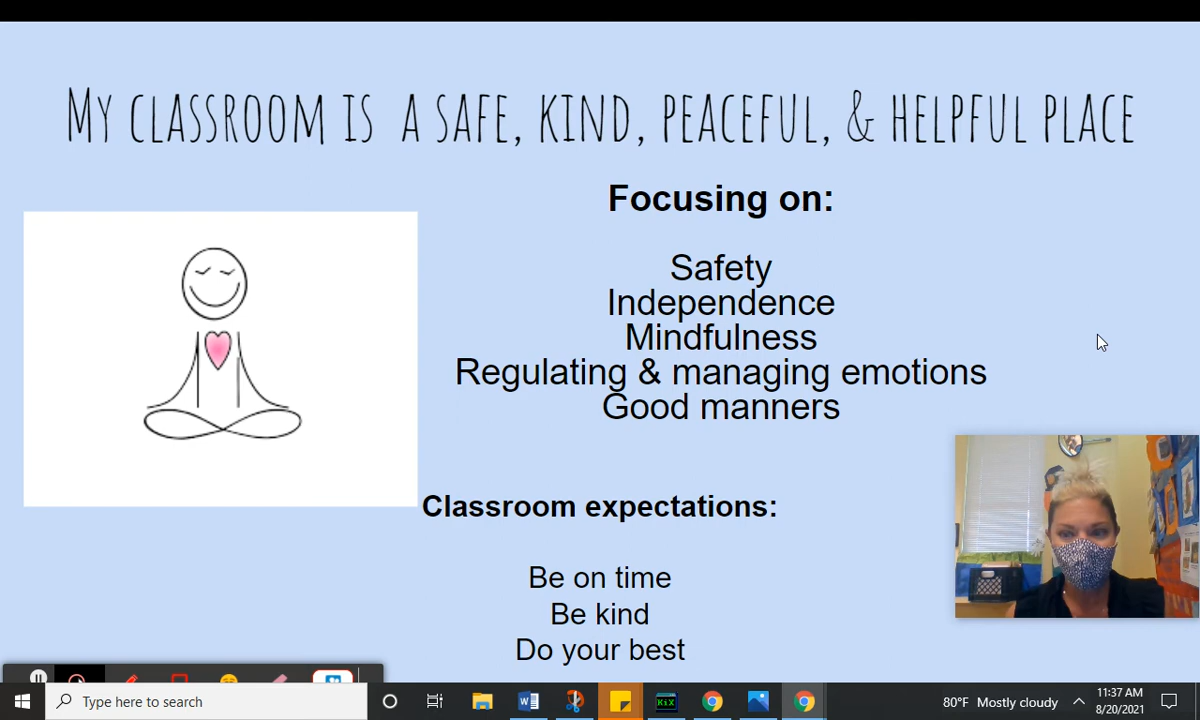 My classroom is a safe, kind, peaceful, & helpful place
Focusing on:
Safety
Independence
Mindfulness
Regulating & managing emotions
Good manners
Classroom expectations:
Be on time
Be kind
Do your best
Type here to search
W
KiX
80°F Mostly cloudy
11:37 AM
8/20/2021